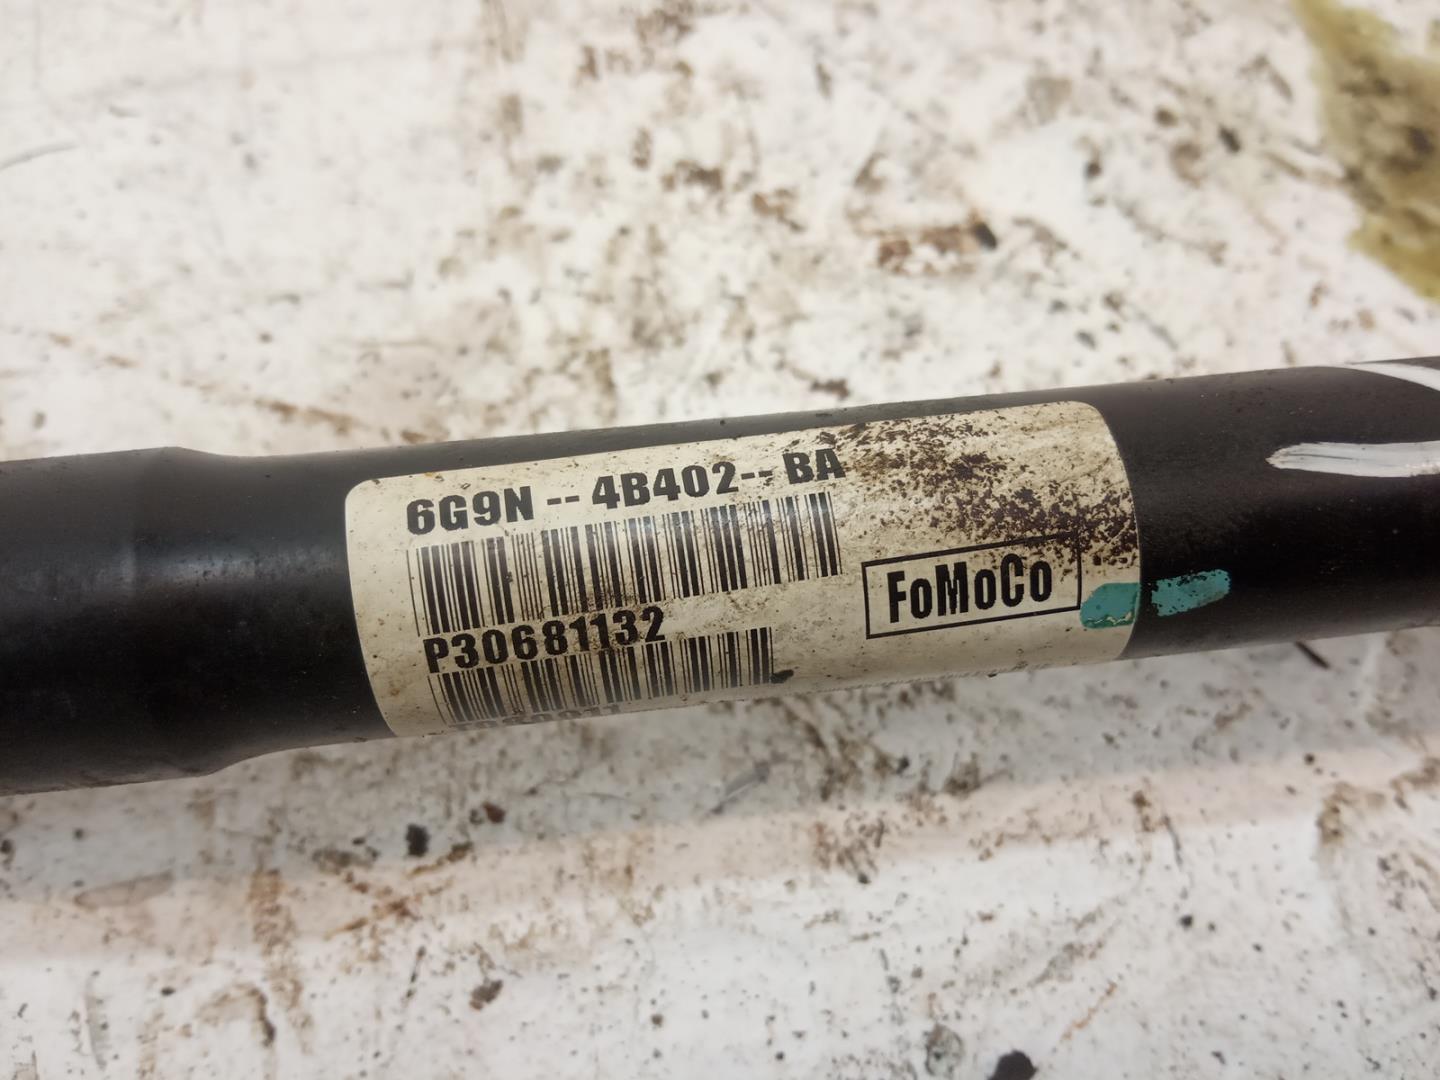 6G9N -- 4B402-- BA
P30681132
FoMoCo